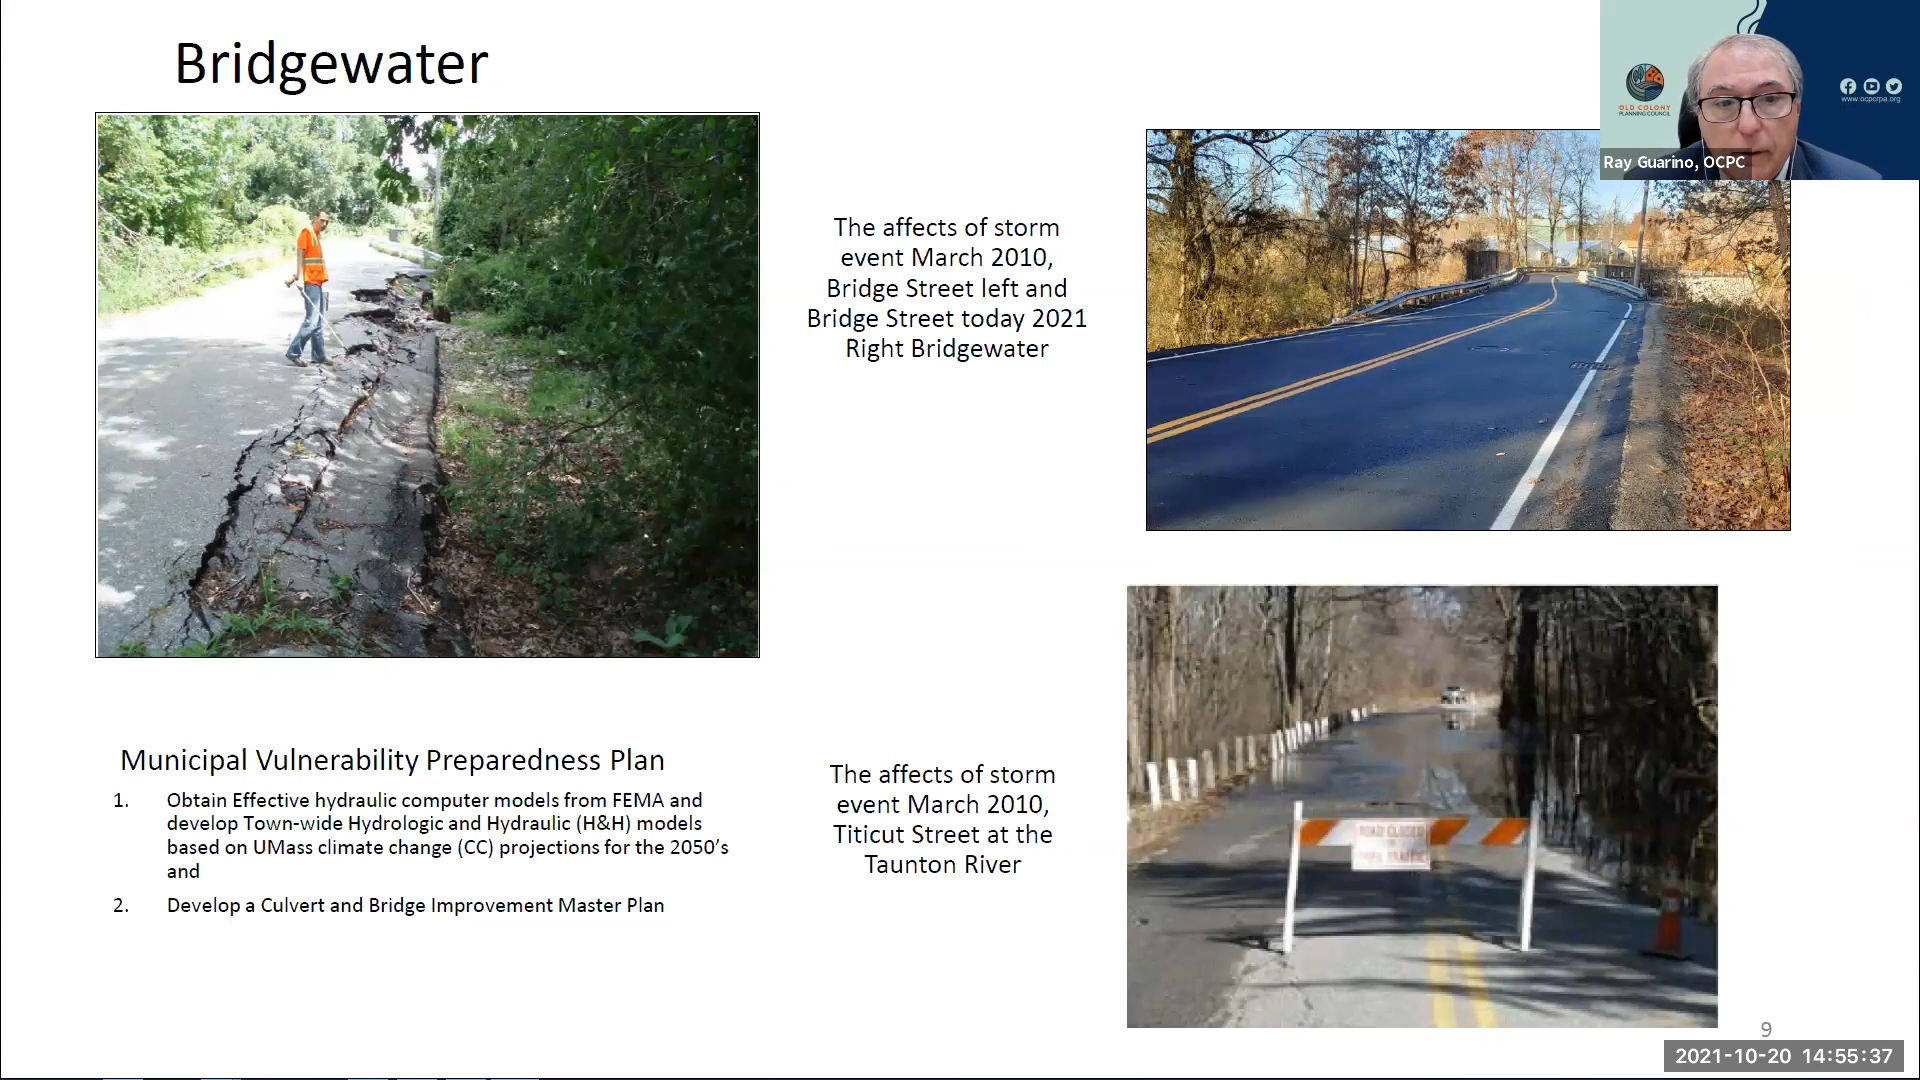 Bridgewater
The affects of storm
event March 2010,
Bridge Street left and
Bridge Street today 2021
Right Bridgewater
OLD COLONY
PLANNING COUNCIL
www.ocpcrpa.org
Ray Guarino, OCPC
Municipal Vulnerability Preparedness Plan
1. Obtain Effective hydraulic computer models from FEMA and
develop Town-wide Hydrologic and Hydraulic (H&H) models
based on UMass climate change (CC) projections for the 2050's
and
2. Develop a Culvert and Bridge Improvement Master Plan
The affects of storm
event March 2010,
Titicut Street at the
Taunton River
ROAD CLOSED
9
2021-10-20 14:55:37